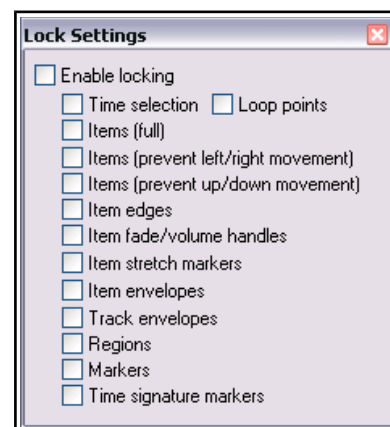 Lock Settings
Enable locking
Time selection Loop points
Items (full)
Items (prevent left/right movement)
Items (prevent up/down movement)
Item edges
Item fade/volume handles
Item stretch markers
Item envelopes
Track envelopes
Regions
Markers
Time signature markers